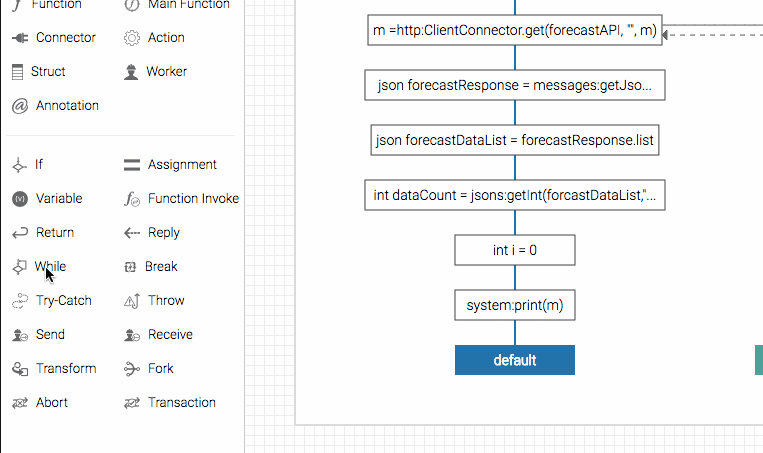 Function Main Function
Connector Action
Struct Worker
Annotation
If Assignment
Variable Function Invoke
Return Reply
While Break
Try-Catch Throw
Send Receive
Transform Fork
Abort Transaction
m =http:ClientConnector.get(forecastAPI, "", m)
json forecastResponse = messages:getJso...
json forecastDataList = forecastResponse.list
int dataCount = jsons:getInt(forcastDataList,"...
int i = 0
system:print(m)
default